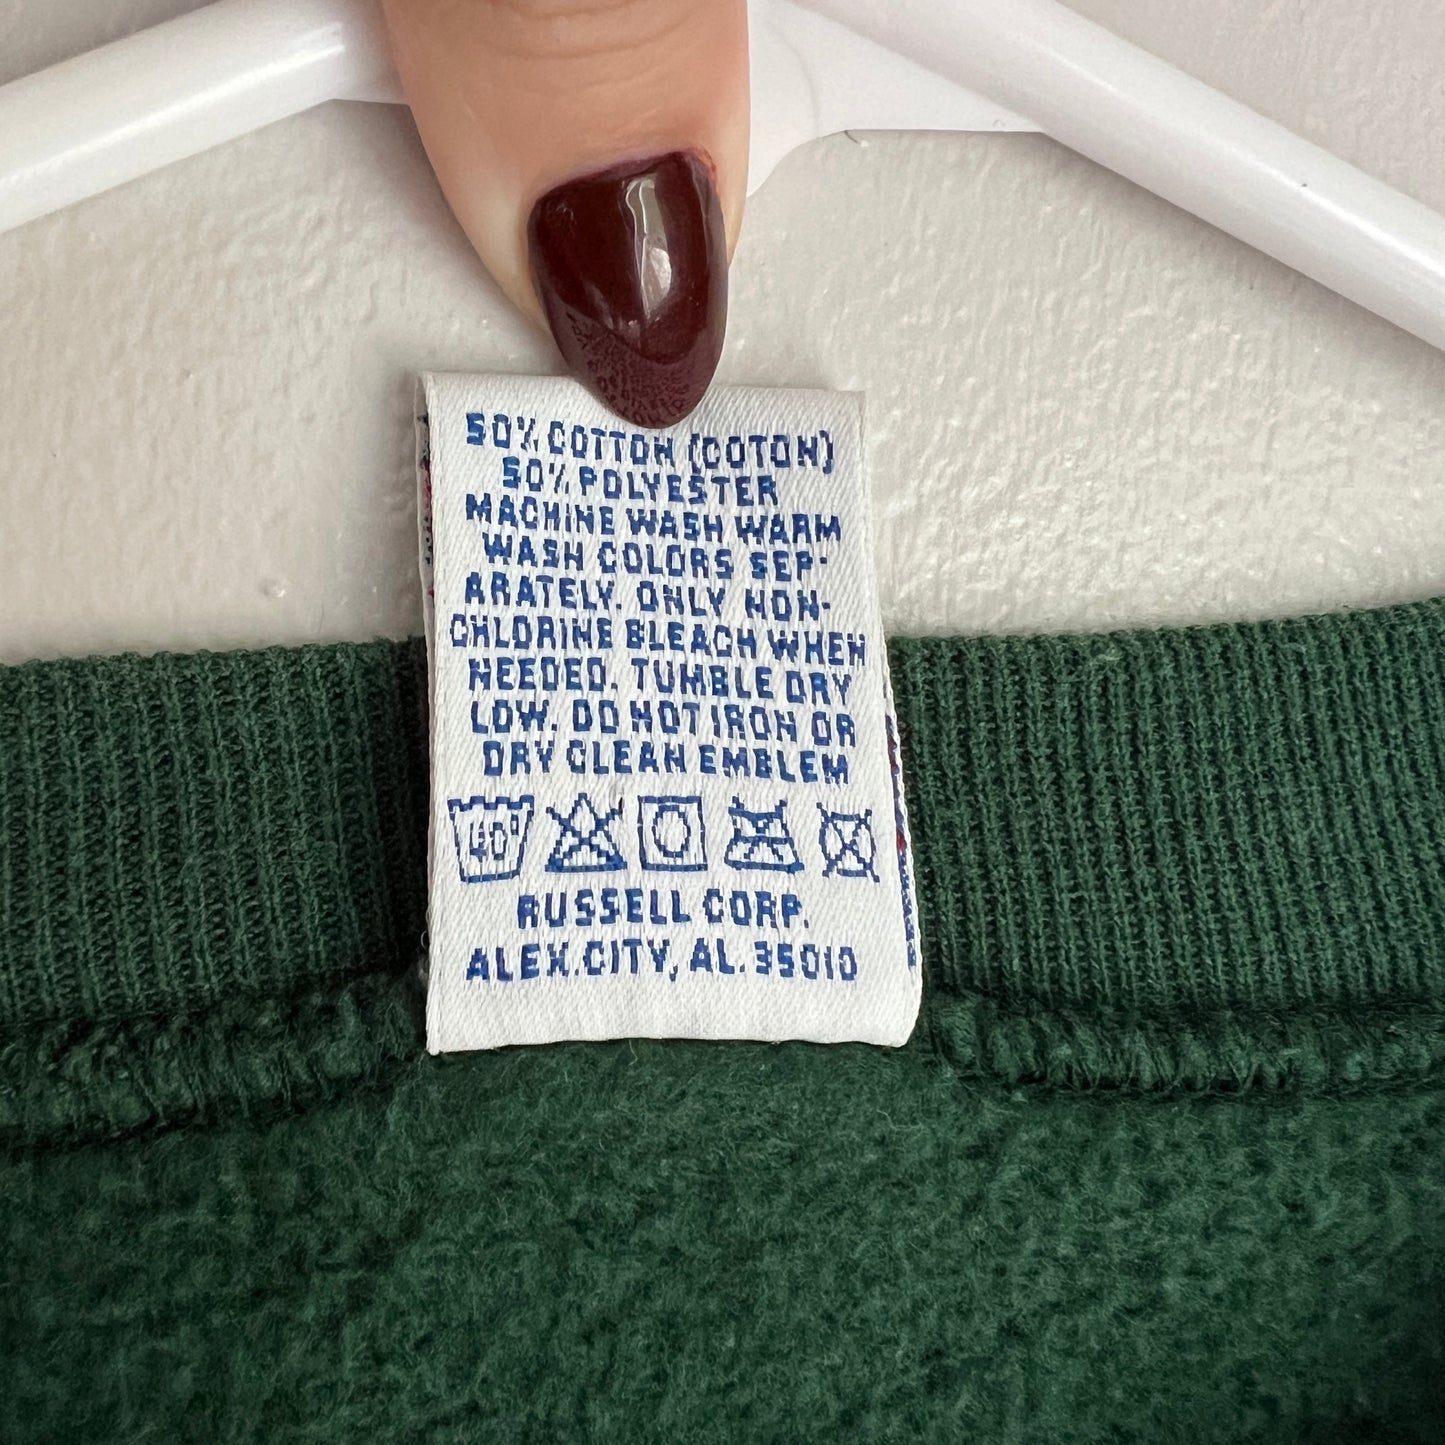 50% COTTON (COTON)
50% POLYESTER
MACHINE WASH WARM
WASH COLORS SEP-
ARATELY. ONLY NON-
CHLORINE BLEACH WHEN
NEEDED. TUMBLE DRY
LOW. DO NOT IRON OR
DRY CLEAN EMBLEM
40°
RUSSELL CORP.
ALEX.CITY, AL. 35010